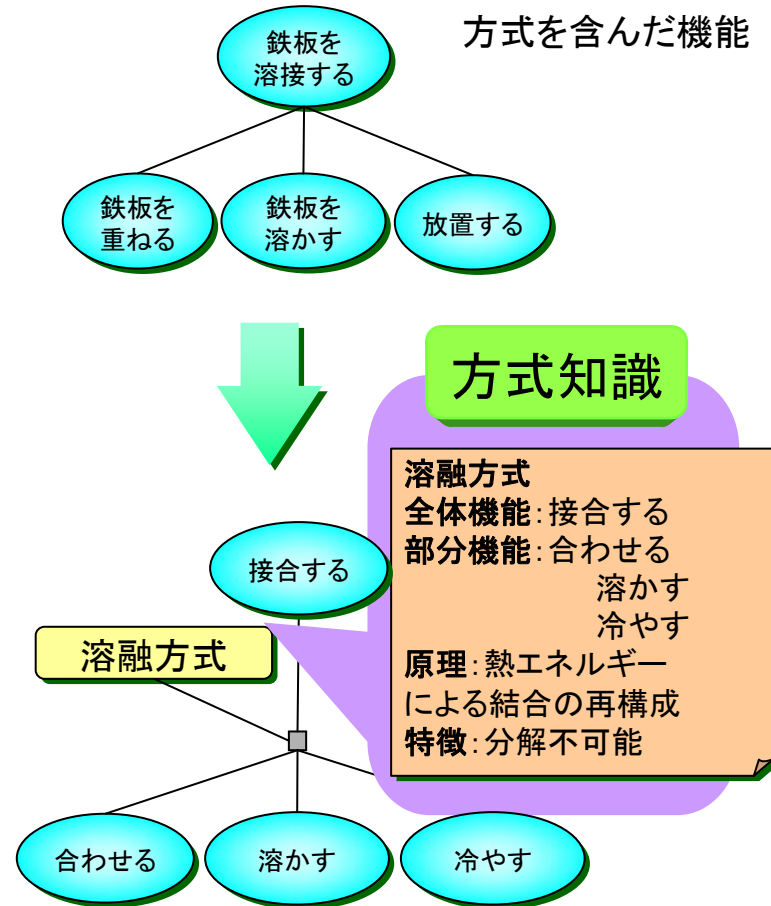 方式を含んだ機能
鉄板を
溶接する
鉄板を
重ねる
鉄板を
溶かす
放置する
方式知識
溶融方式
全体機能:接合する
部分機能:合わせる
溶かす
冷やす
原理:熱エネルギー
による結合の再構成
特徴:分解不可能
接合する
溶融方式
合わせる
溶かす
冷やす